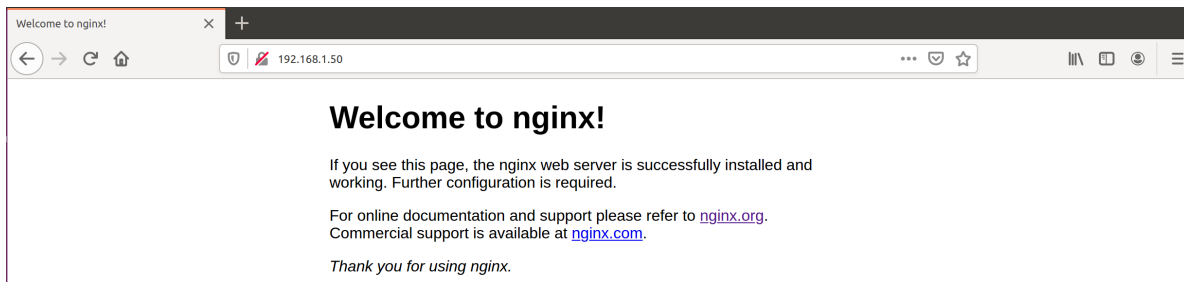 Welcome to nginx!
192.168.1.50
Welcome to nginx!
If you see this page, the nginx web server is successfully installed and
working. Further configuration is required.
For online documentation and support please refer to nginx.org.
Commercial support is available at nginx.com.
Thank you for using nginx.